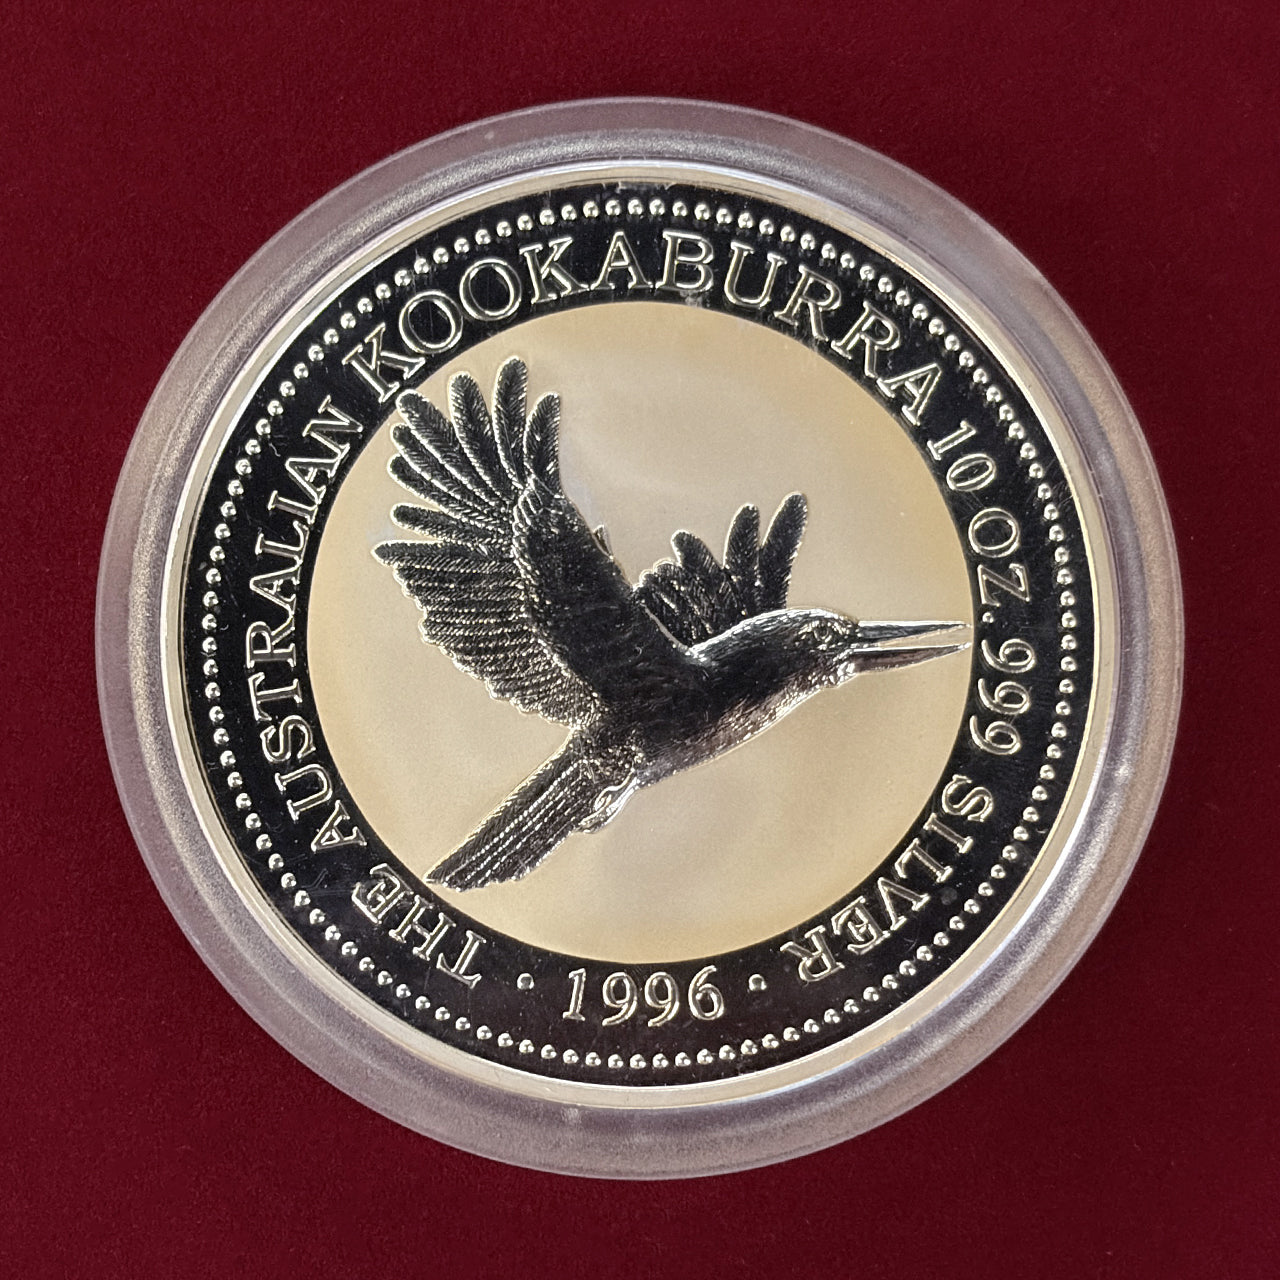 THE AUSTRALIAN KOOKABURRA 10 OZ. 999 SILVER
· 1996 ·